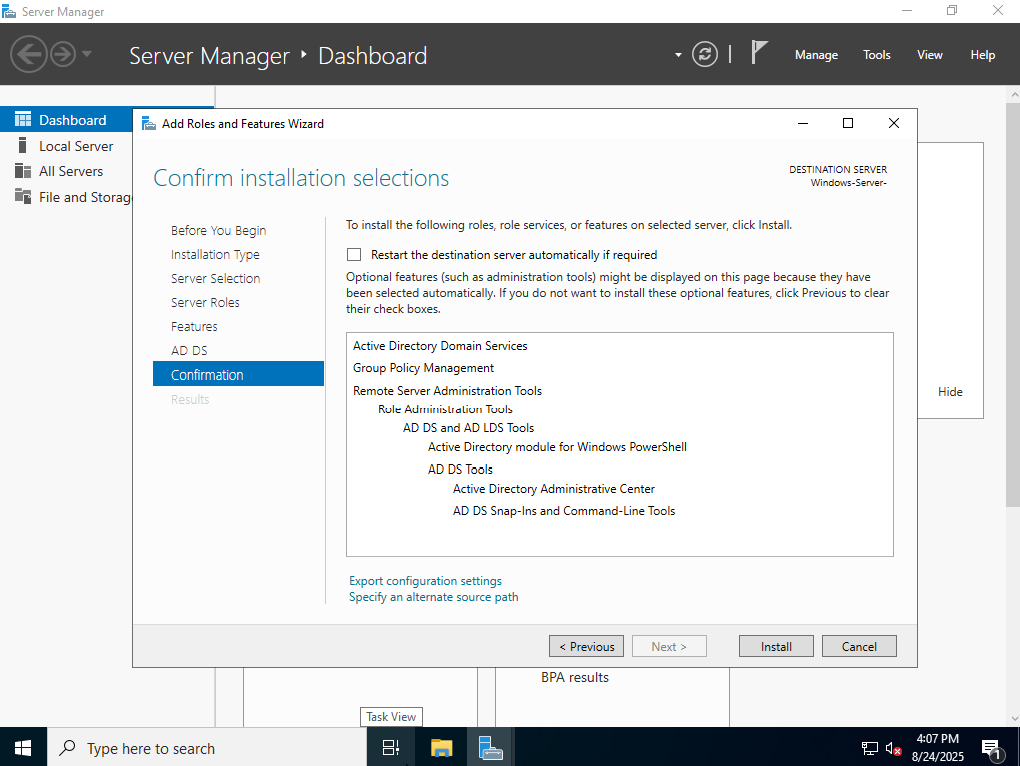 Server Manager
Server Manager ‣ Dashboard
Manage
Tools
View
Help
Dashboard
Local Server
All Servers
File and Storag
Add Roles and Features Wizard
Confirm installation selections
DESTINATION SERVER
Windows-Server-
Before You Begin
Installation Type
Server Selection
Server Roles
Features
AD DS
Confirmation
Results
To install the following roles, role services, or features on selected server, click Install.
Restart the destination server automatically if required
Optional features (such as administration tools) might be displayed on this page because they have
been selected automatically. If you do not want to install these optional features, click Previous to clear
their check boxes.
Active Directory Domain Services
Group Policy Management
Remote Server Administration Tools
Role Administration Tools
AD DS and AD LDS Tools
Active Directory module for Windows PowerShell
AD DS Tools
Active Directory Administrative Center
AD DS Snap-Ins and Command-Line Tools
Export configuration settings
Specify an alternate source path
< Previous
Next >
Install
Cancel
Hide
BPA results
Task View
Type here to search
4:07 PM
8/24/2025
1